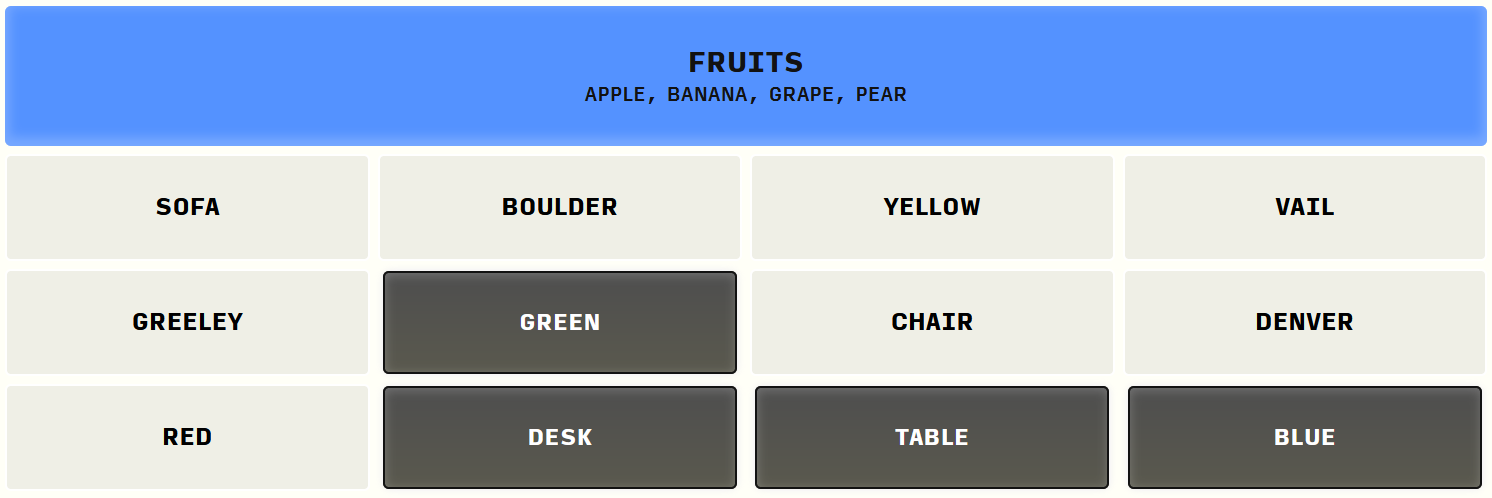 FRUITS
APPLE, BANANA, GRAPE, PEAR
SOFA BOULDER YELLOW VAIL
GREELEY GREEN CHAIR DENVER
RED DESK TABLE BLUE